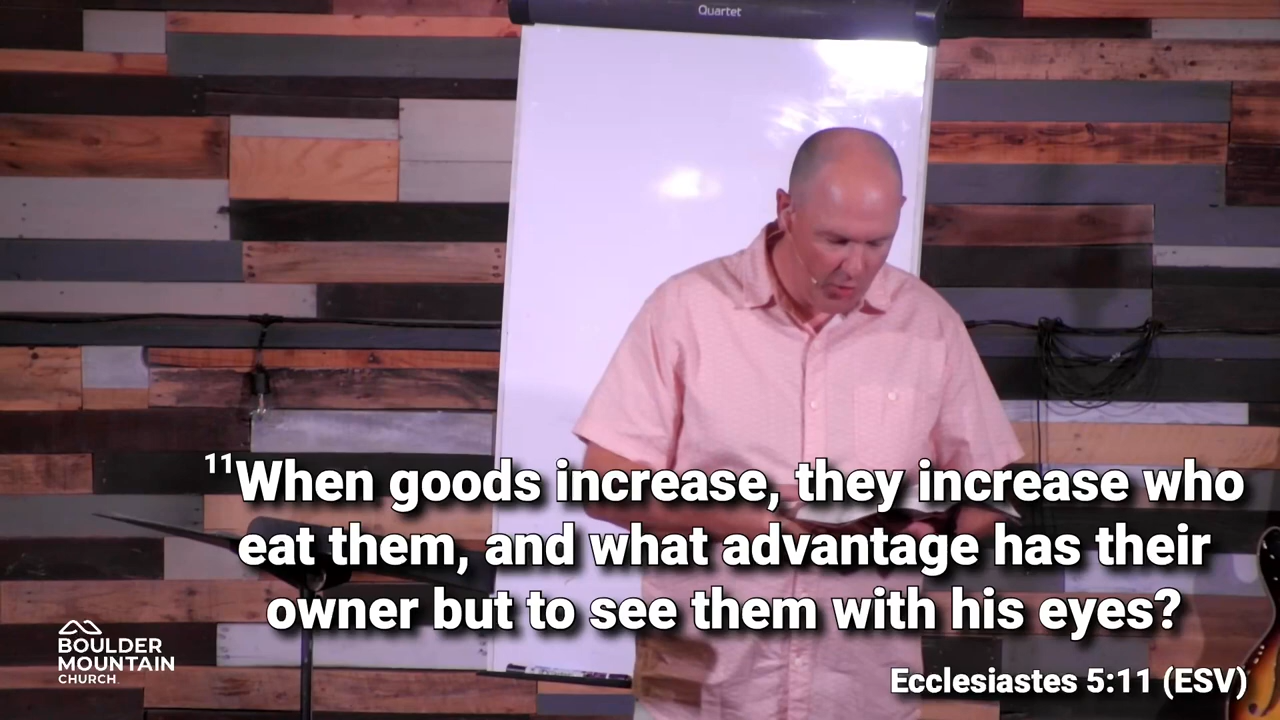 Quartet
¹¹When goods increase, they increase who
eat them, and what advantage has their
owner but to see them with his eyes?
Ecclesiastes 5:11 (ESV)
BOULDER
MOUNTAIN
CHURCH